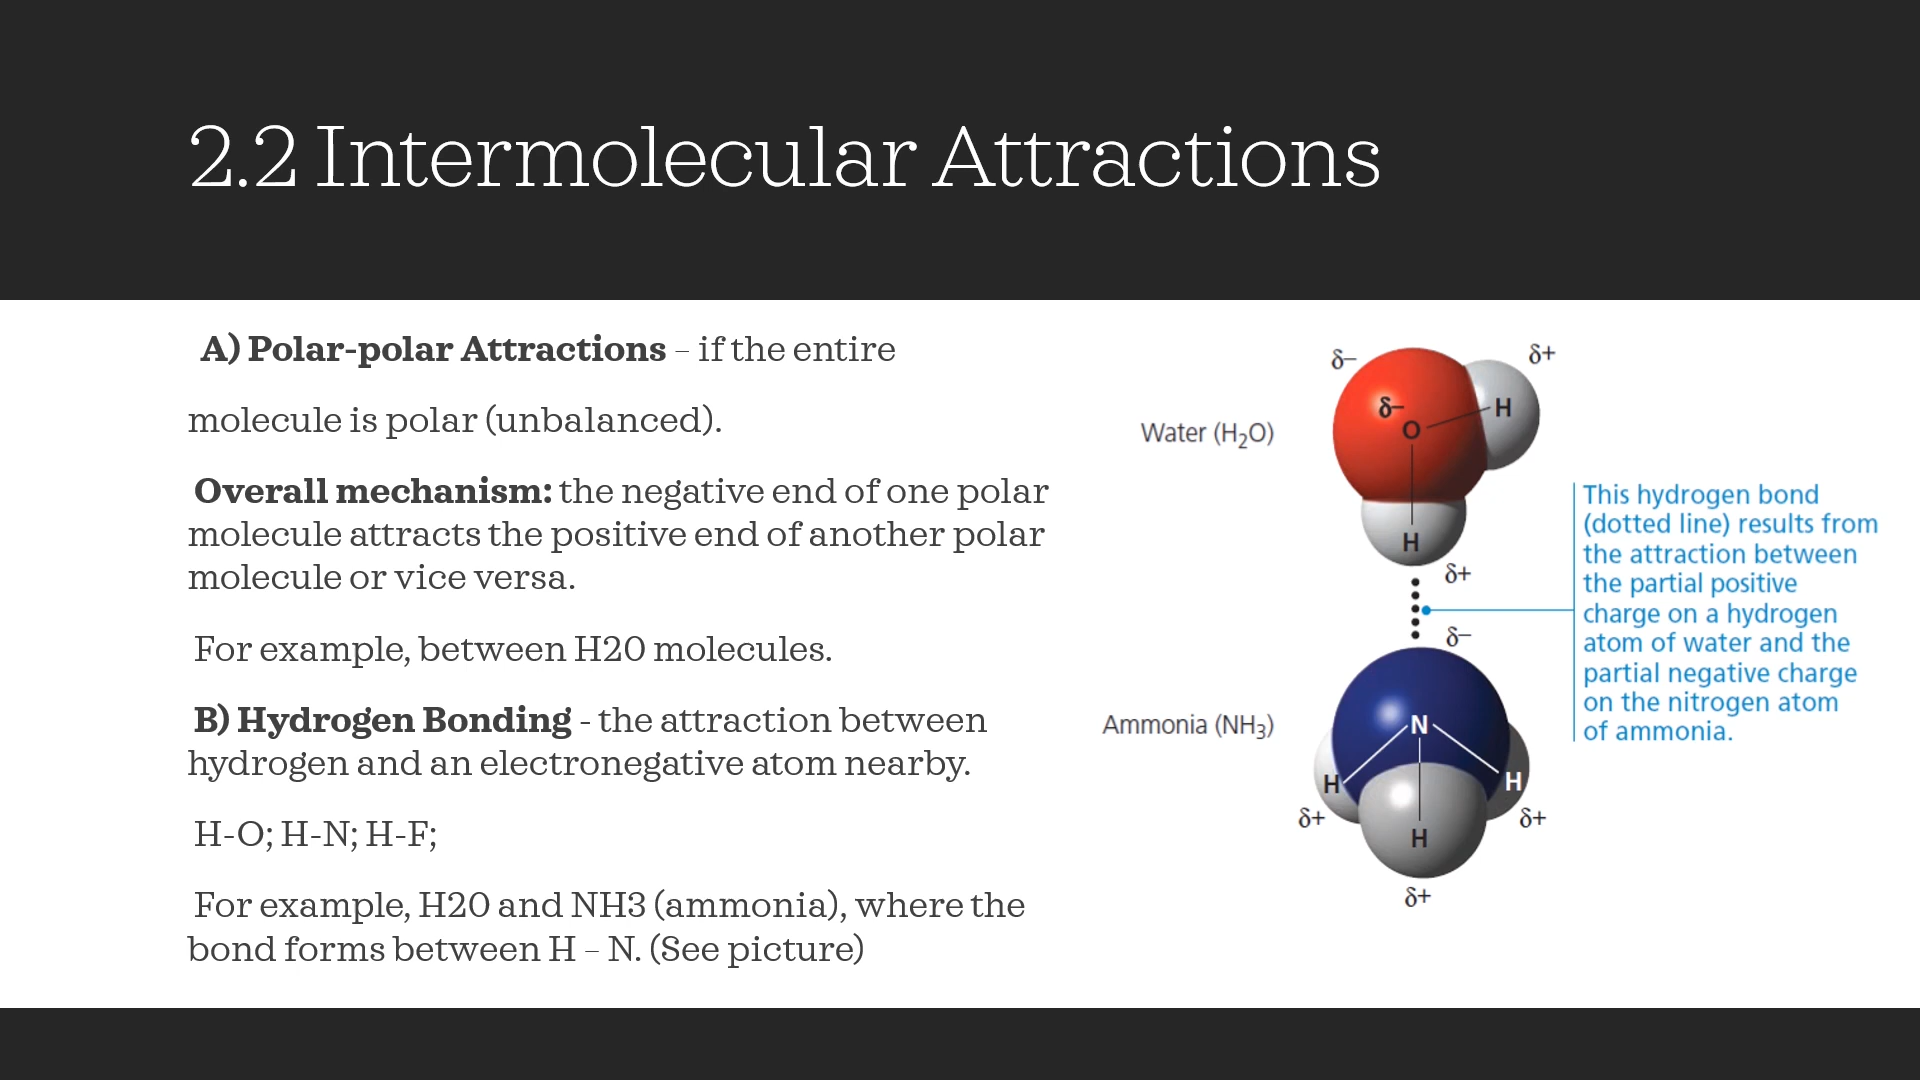 2.2 Intermolecular Attractions
A) Polar-polar Attractions – if the entire
molecule is polar (unbalanced).
Overall mechanism: the negative end of one polar
molecule attracts the positive end of another polar
molecule or vice versa.
For example, between H20 molecules.
B) Hydrogen Bonding - the attraction between
hydrogen and an electronegative atom nearby.
H-O; H-N; H-F;
For example, H20 and NH3 (ammonia), where the
bond forms between H – N. (See picture)
δ–
δ+
δ–
H
O
Water (H₂O)
H
δ+
This hydrogen bond
(dotted line) results from
the attraction between
the partial positive
charge on a hydrogen
atom of water and the
partial negative charge
on the nitrogen atom
of ammonia.
δ–
Ammonia (NH₃)
N
H
H
δ+
δ+
H
δ+